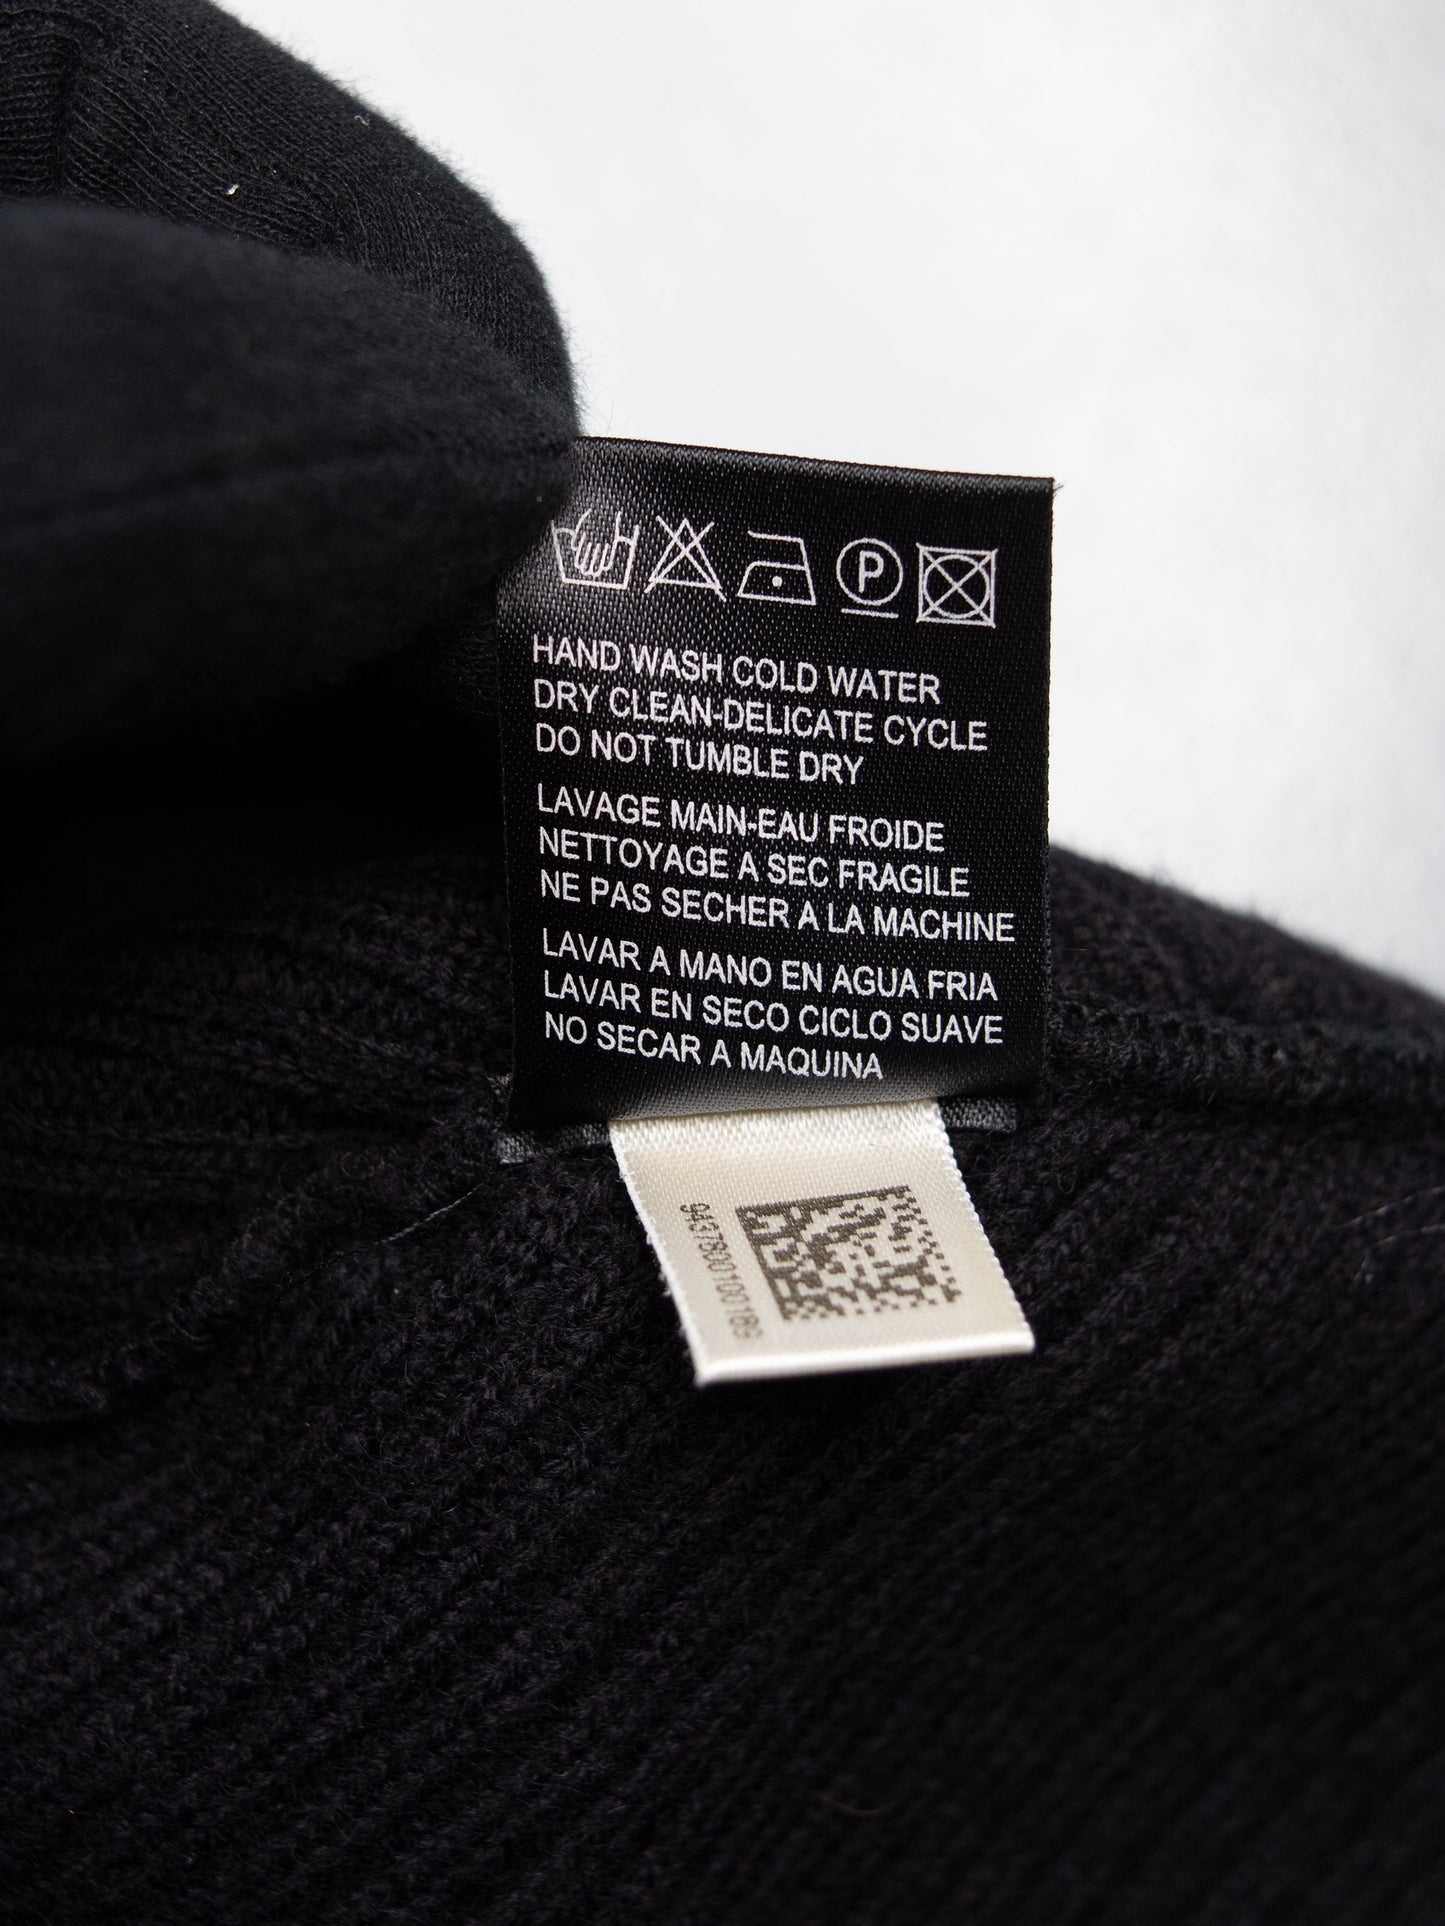 P
HAND WASH COLD WATER
DRY CLEAN-DELICATE CYCLE
DO NOT TUMBLE DRY
LAVAGE MAIN-EAU FROIDE
NETTOYAGE A SEC FRAGILE
NE PAS SECHER A LA MACHINE
LAVAR A MANO EN AGUA FRIA
LAVAR EN SECO CICLO SUAVE
NO SECAR A MAQUINA